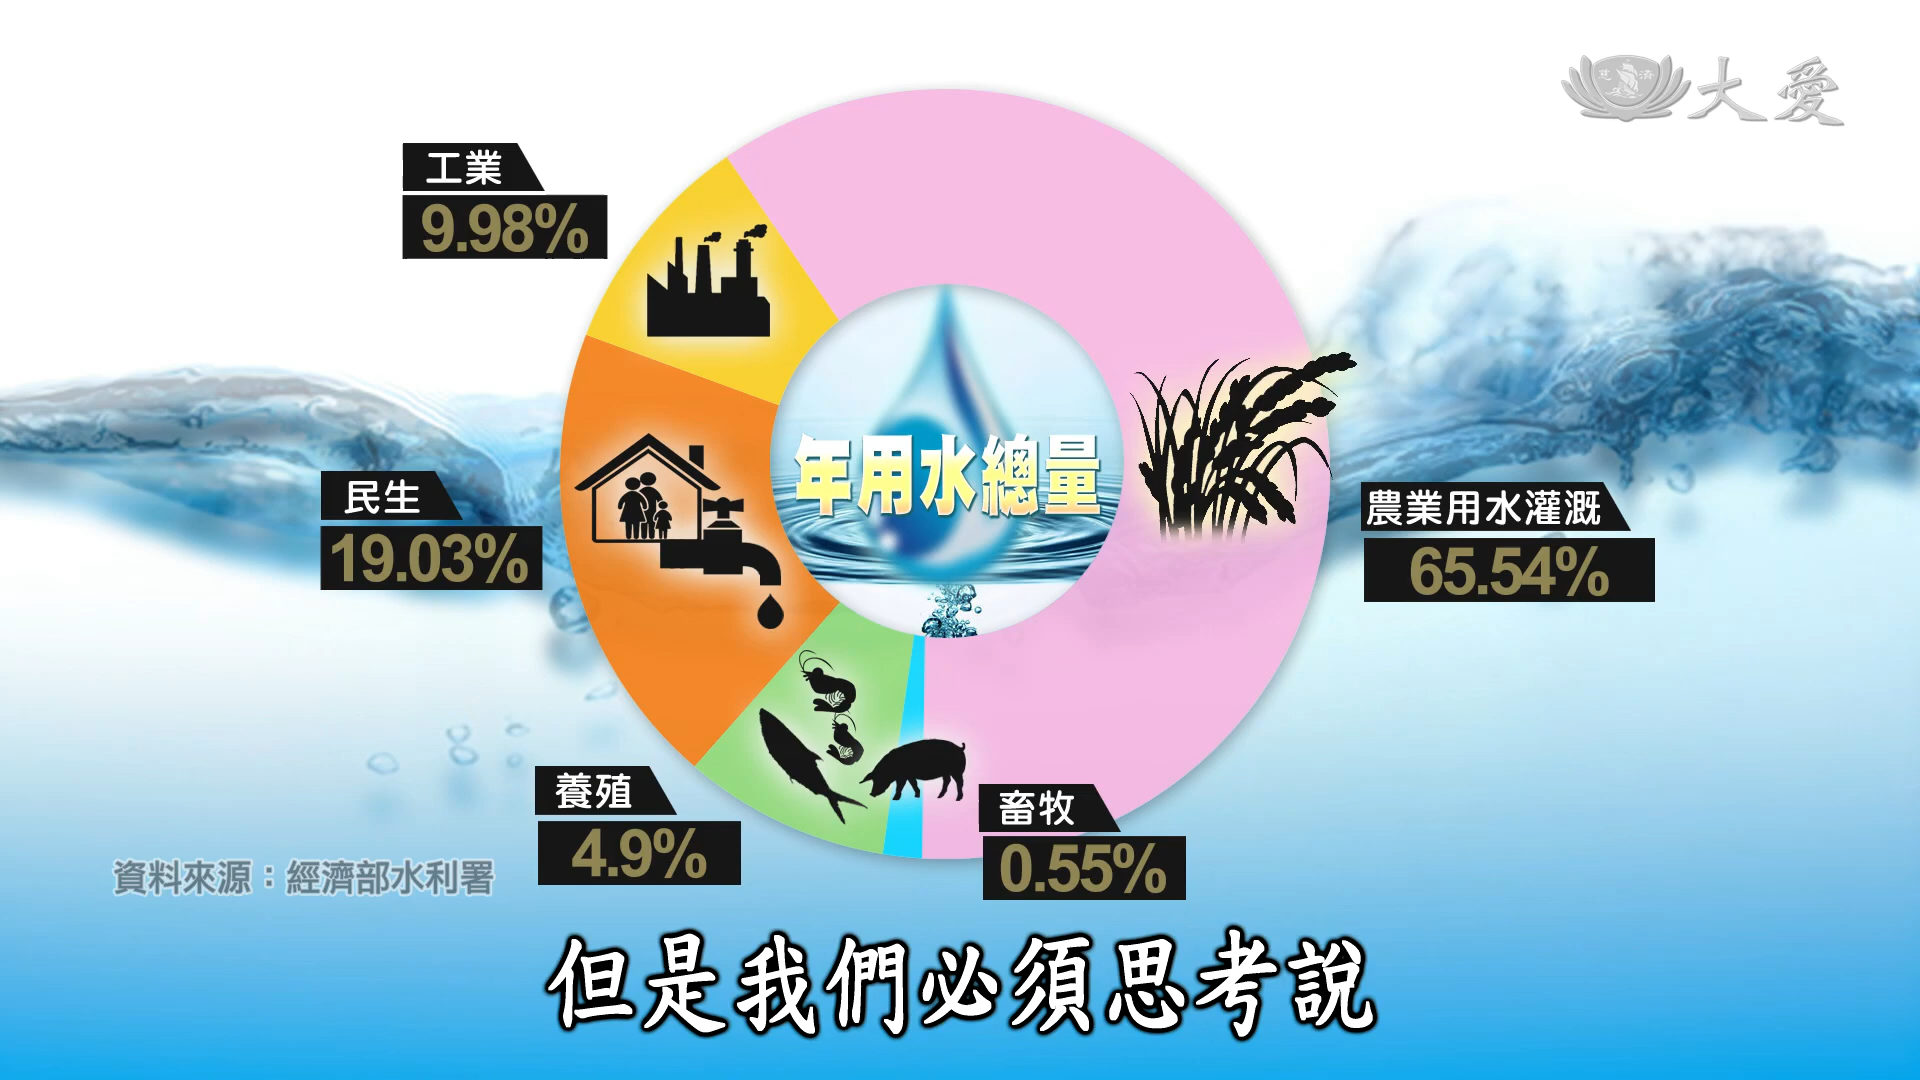 大愛
慈濟
工業
9.98%
年用水總量
民生
19.03%
農業用水灌溉
65.54%
養殖
4.9%
畜牧
0.55%
資料來源：經濟部水利署
但是我們必須思考說